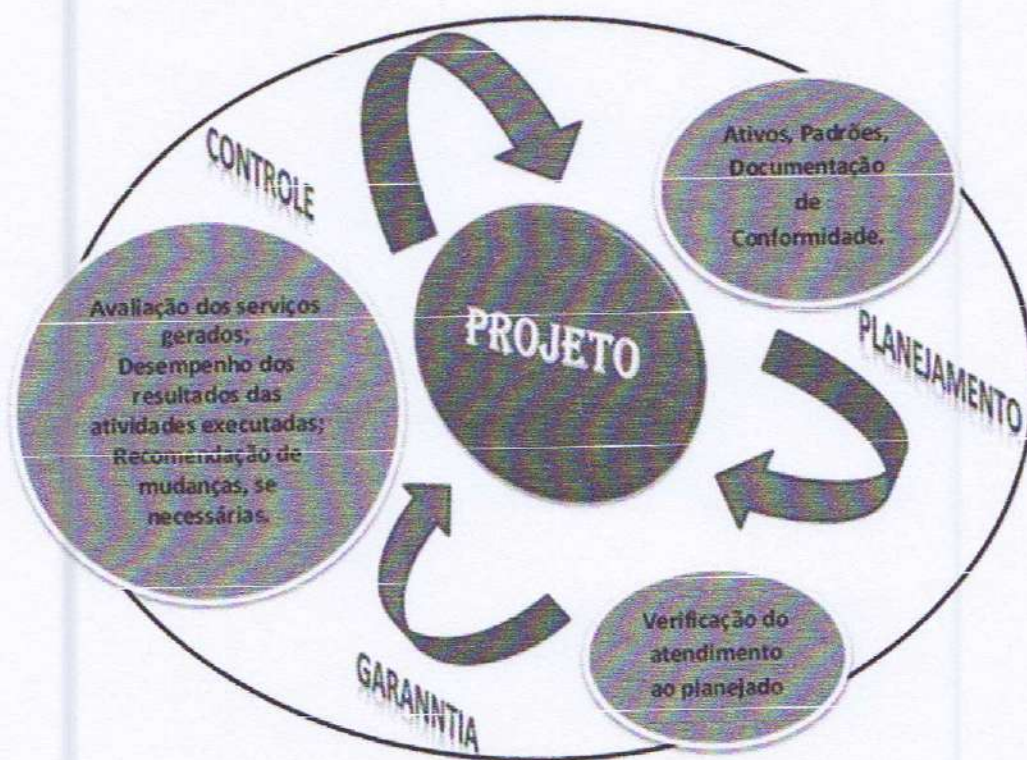 CONTROLE
Ativos, Padrões,
Documentação
de
Conformidade.
PLANEJAMENTO
PROJETO
Avaliação dos serviços
gerados;
Desempenho dos
resultados das
atividades executadas;
Recomendação de
mudanças, se
necessárias.
Verificação do
atendimento
ao planejado
GARANNTIA